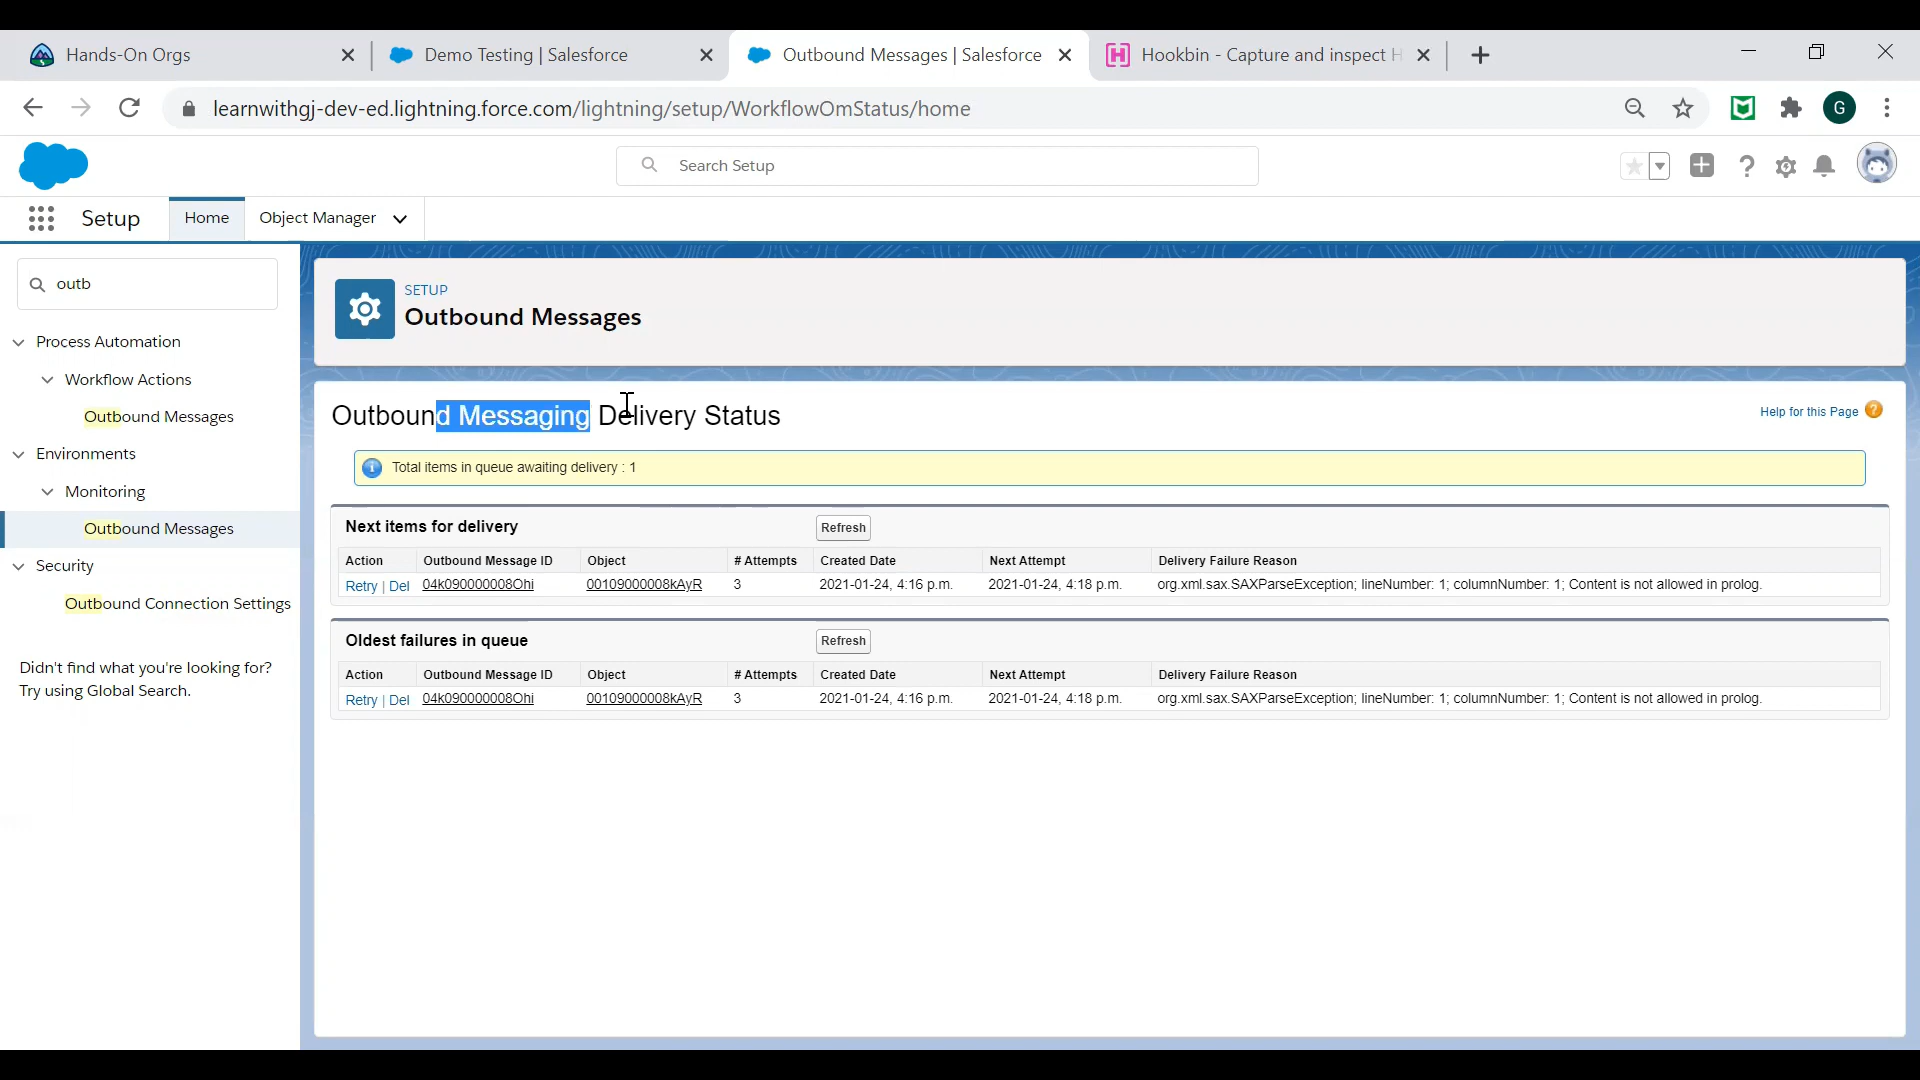 Hands-On Orgs
Demo Testing | Salesforce
Outbound Messages | Salesforce
Hookbin - Capture and inspect H
learnwithgj-dev-ed.lightning.force.com/lightning/setup/WorkflowOmStatus/home
G
Search Setup
Setup
Home
Object Manager
outb
Process Automation
Workflow Actions
Outbound Messages
Environments
Monitoring
Outbound Messages
Security
Outbound Connection Settings
Didn't find what you're looking for?
Try using Global Search.
SETUP
Outbound Messages
Outbound Messaging Delivery Status
Help for this Page
Total items in queue awaiting delivery : 1
Next items for delivery Refresh
Action Outbound Message ID Object # Attempts Created Date Next Attempt Delivery Failure Reason
Retry | Del 04k090000008Ohi 00109000008kAyR 3 2021-01-24, 4:16 p.m. 2021-01-24, 4:18 p.m. org.xml.sax.SAXParseException; lineNumber: 1; columnNumber: 1; Content is not allowed in prolog.
Oldest failures in queue Refresh
Action Outbound Message ID Object # Attempts Created Date Next Attempt Delivery Failure Reason
Retry | Del 04k090000008Ohi 00109000008kAyR 3 2021-01-24, 4:16 p.m. 2021-01-24, 4:18 p.m. org.xml.sax.SAXParseException; lineNumber: 1; columnNumber: 1; Content is not allowed in prolog.